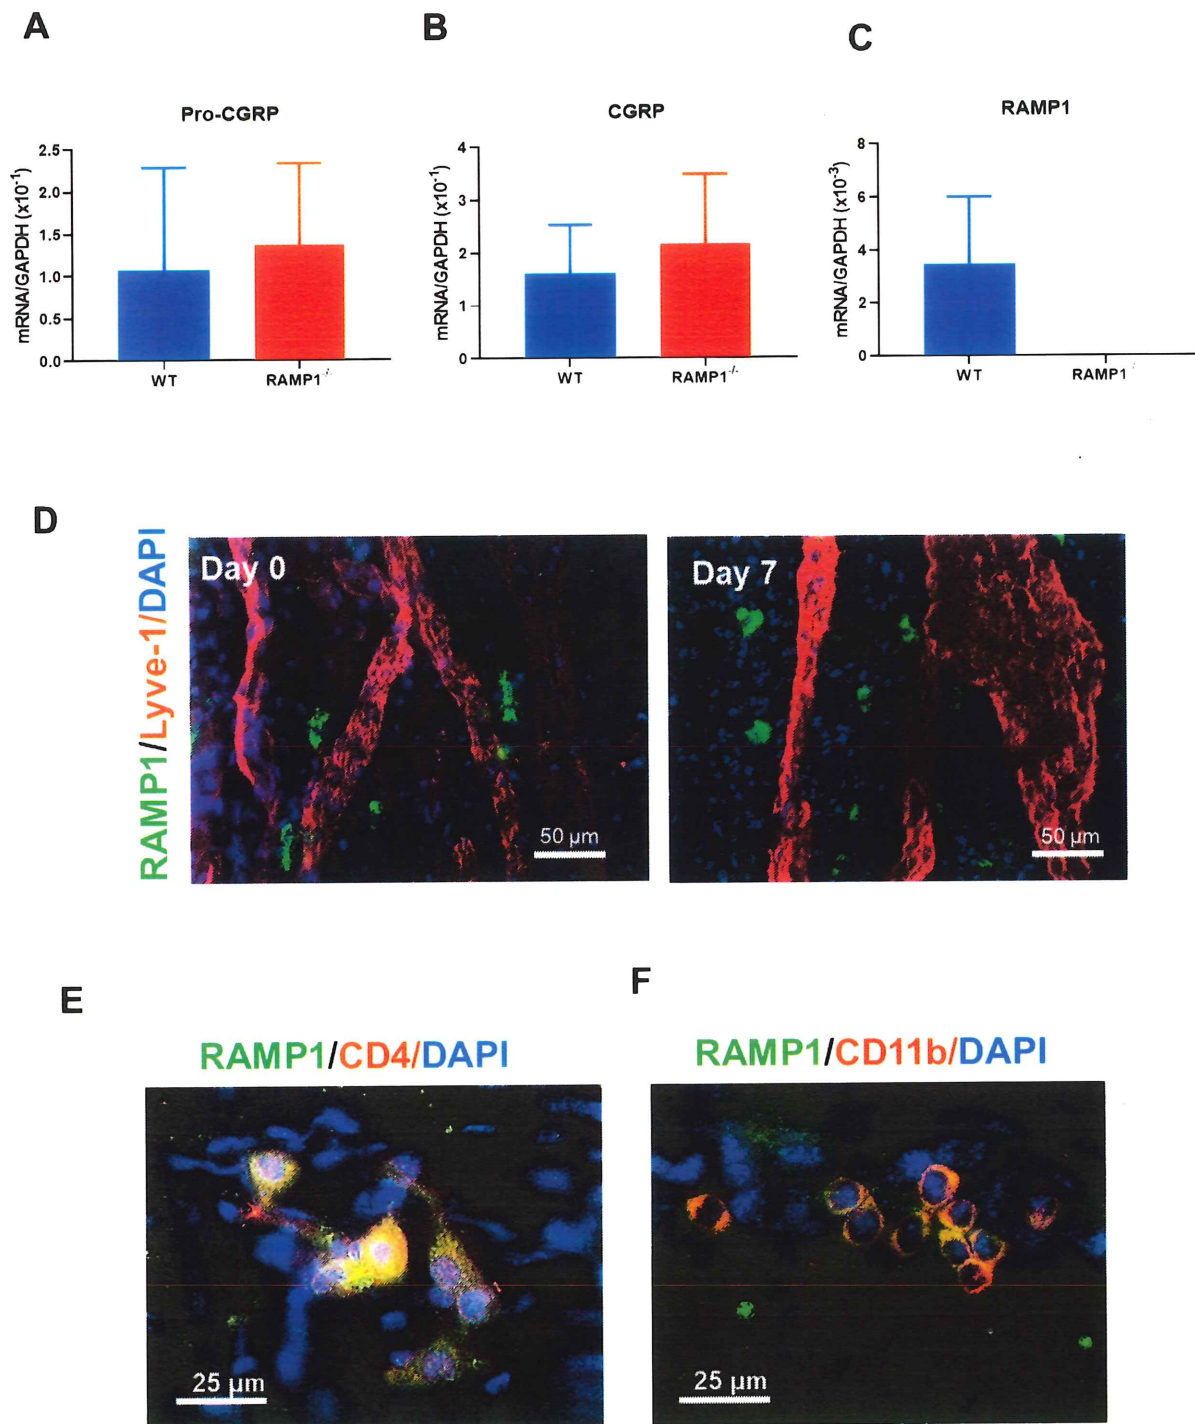 A
B
C
Pro-CGRP
mRNA/GAPDH (x10⁻¹)
2.5
2.0
1.5
1.0
0.5
0.0
WT
RAMP1⁻/⁻
CGRP
mRNA/GAPDH (x10⁻¹)
4
3
2
1
0
WT
RAMP1⁻/⁻
RAMP1
mRNA/GAPDH (x10⁻³)
8
6
4
2
0
WT
RAMP1
D
RAMP1/Lyve-1/DAPI
Day 0
50 µm
Day 7
50 µm
E
RAMP1/CD4/DAPI
25 µm
F
RAMP1/CD11b/DAPI
25 µm